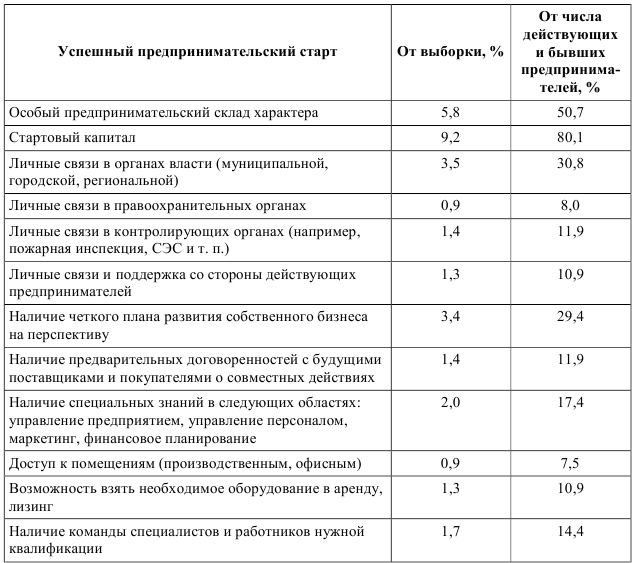 Успешный предпринимательский старт
От выборки, %
От числа
действующих
и бывших
предпринима-
телей, %
Особый предпринимательский склад характера 5,8 50,7
Стартовый капитал 9,2 80,1
Личные связи в органах власти (муниципальной,
городской, региональной) 3,5 30,8
Личные связи в правоохранительных органах 0,9 8,0
Личные связи в контролирующих органах (например,
пожарная инспекция, СЭС и т. п.) 1,4 11,9
Личные связи и поддержка со стороны действующих
предпринимателей 1,3 10,9
Наличие четкого плана развития собственного бизнеса
на перспективу 3,4 29,4
Наличие предварительных договоренностей с будущими
поставщиками и покупателями о совместных действиях 1,4 11,9
Наличие специальных знаний в следующих областях:
управление предприятием, управление персоналом,
маркетинг, финансовое планирование 2,0 17,4
Доступ к помещениям (производственным, офисным) 0,9 7,5
Возможность взять необходимое оборудование в аренду,
лизинг 1,3 10,9
Наличие команды специалистов и работников нужной
квалификации 1,7 14,4